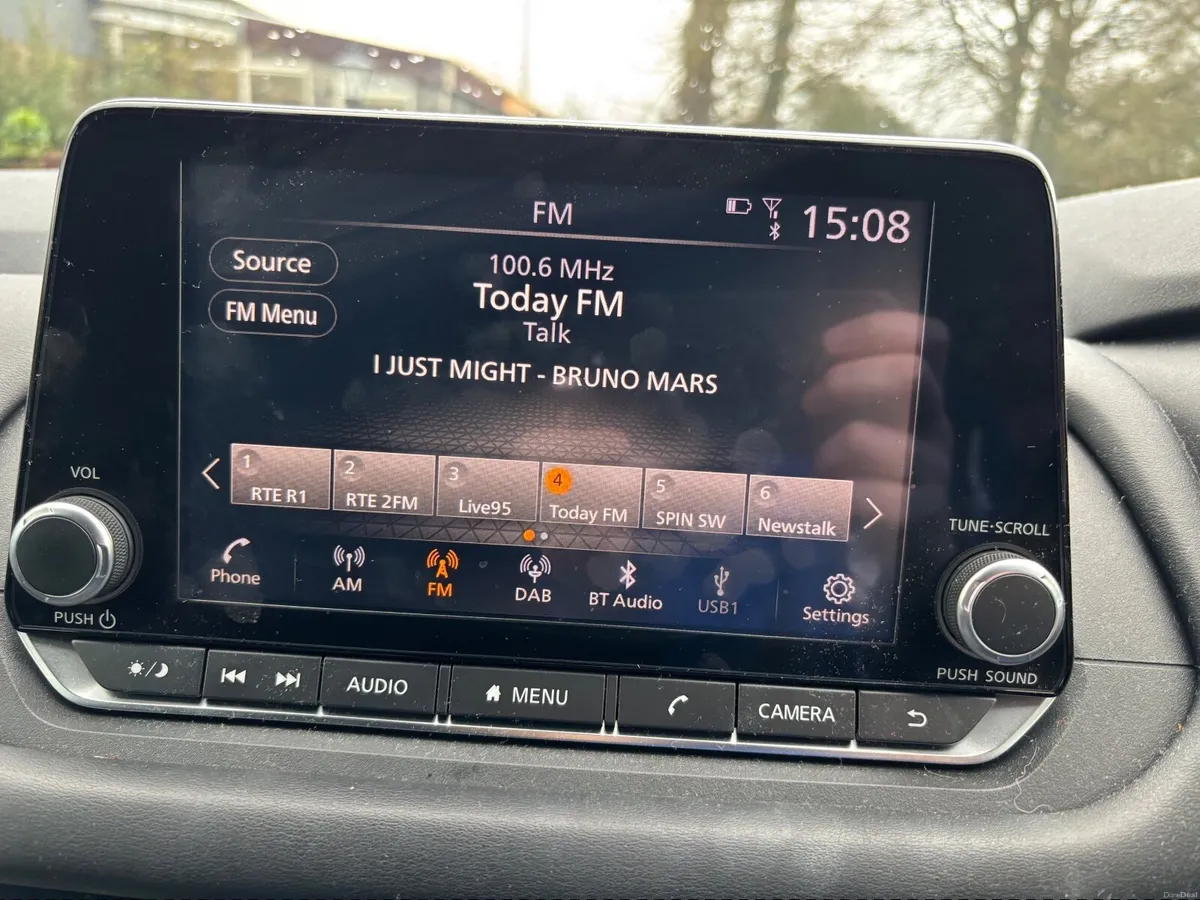 FM
15:08
Source
100.6 MHz
Today FM
FM Menu
Talk
I JUST MIGHT - BRUNO MARS
1
RTE R1
2
RTE 2FM
3
Live95
4
Today FM
5
SPIN SW
6
Newstalk
VOL
TUNE·SCROLL
Phone
AM
FM
DAB
BT Audio
USB1
Settings
PUSH
PUSH SOUND
AUDIO
MENU
CAMERA
DoneDeal